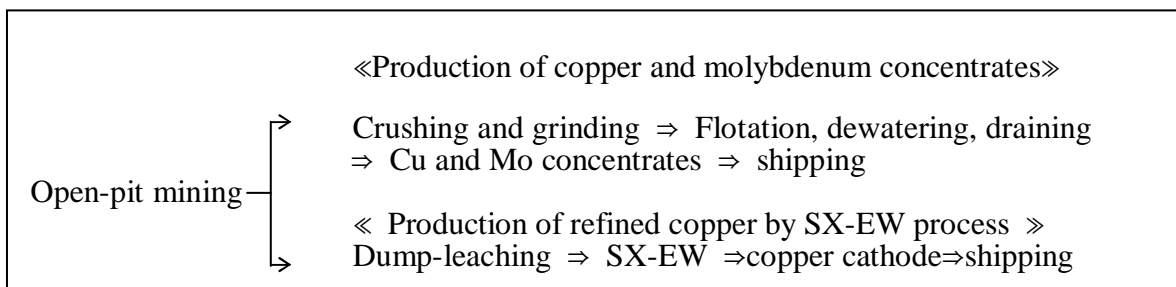 ≪Production of copper and molybdenum concentrates≫
Crushing and grinding ⇒ Flotation, dewatering, draining
⇒ Cu and Mo concentrates ⇒ shipping
Open-pit mining
≪ Production of refined copper by SX-EW process ≫
Dump-leaching ⇒ SX-EW ⇒copper cathode⇒shipping